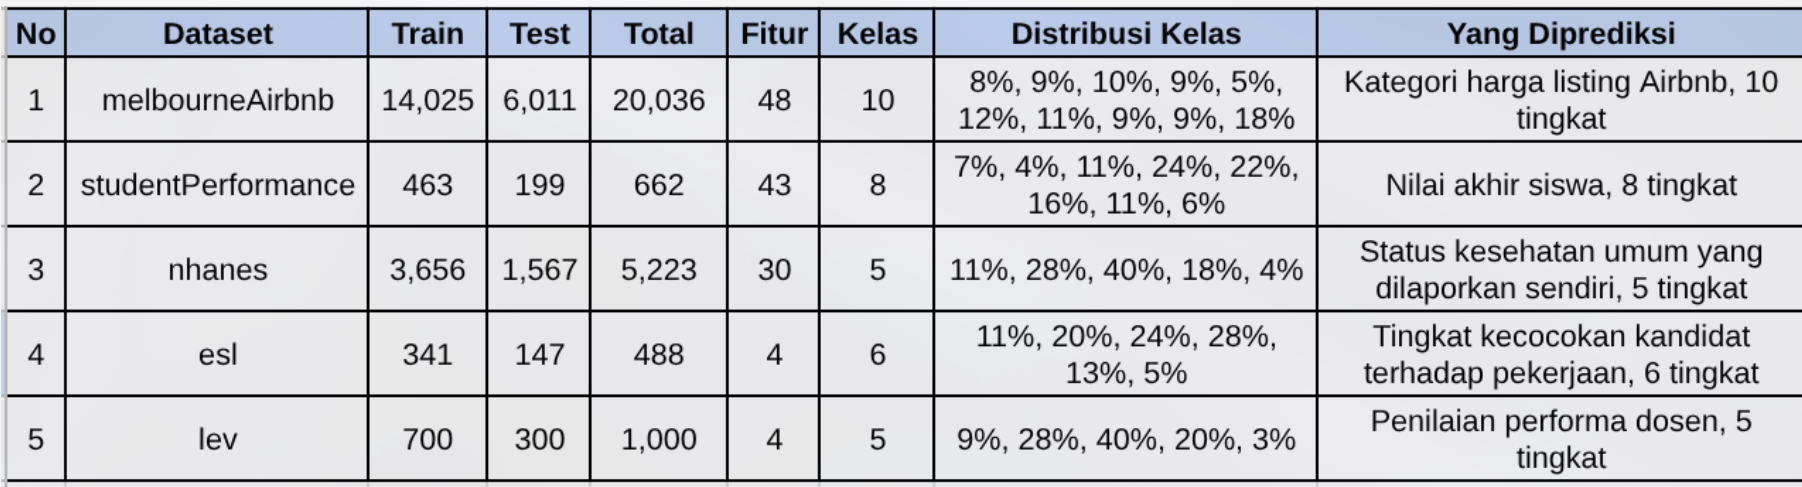 No Dataset Train Test Total Fitur Kelas Distribusi Kelas Yang Diprediksi
1 melbourneAirbnb 14,025 6,011 20,036 48 10 8%, 9%, 10%, 9%, 5%, Kategori harga listing Airbnb, 10
12%, 11%, 9%, 9%, 18% tingkat
2 studentPerformance 463 199 662 43 8 7%, 4%, 11%, 24%, 22%, Nilai akhir siswa, 8 tingkat
16%, 11%, 6%
3 nhanes 3,656 1,567 5,223 30 5 11%, 28%, 40%, 18%, 4% Status kesehatan umum yang
dilaporkan sendiri, 5 tingkat
4 esl 341 147 488 4 6 11%, 20%, 24%, 28%, Tingkat kecocokan kandidat
13%, 5% terhadap pekerjaan, 6 tingkat
5 lev 700 300 1,000 4 5 9%, 28%, 40%, 20%, 3% Penilaian performa dosen, 5
tingkat